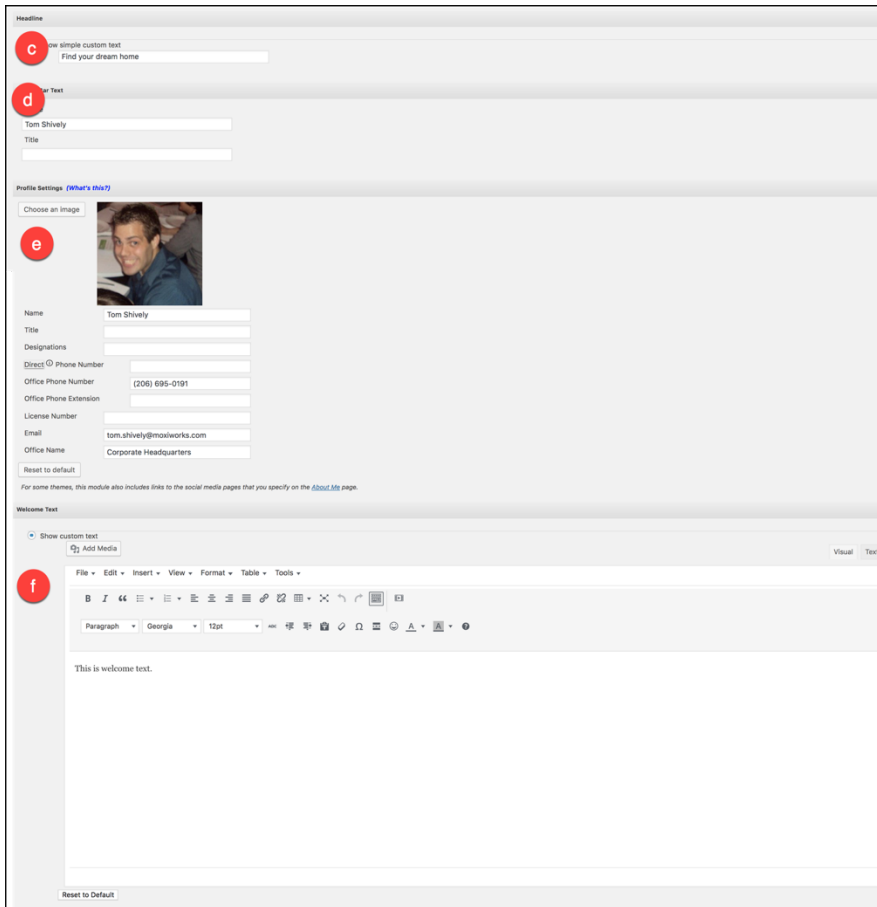 Headline
c
ow simple custom text
Find your dream home
d
ar Text
Tom Shively
Title
Profile Settings (What's this?)
Choose an Image
e
Name Tom Shively
Title
Designations
Direct Phone Number
Office Phone Number (206) 695-0191
Office Phone Extension
License Number
Email tom.shively@moxiworks.com
Office Name Corporate Headquarters
Reset to default
For some themes, this module also includes links to the social media pages that you specify on the About Me page.
Welcome Text
Show custom text
Add Media
Visual Tex
f
File Edit Insert View Format Table Tools
B I
Paragraph Georgia 12pt ABC Ω A A
This is welcome text.
Reset to Default